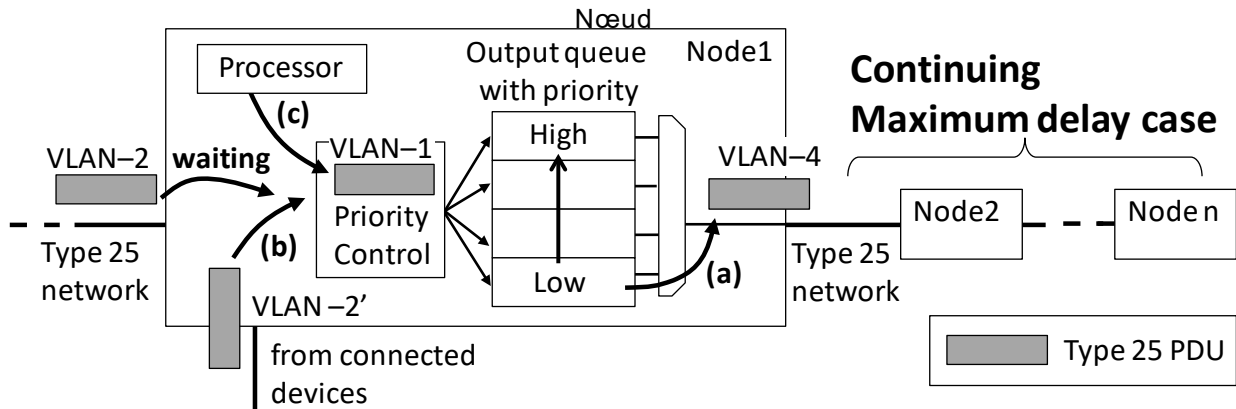 Nœud
Node1
Processor
(c)
Output queue
with priority
Continuing
Maximum delay case
VLAN–2
waiting
VLAN–1
Priority
Control
High
Low
VLAN–4
(a)
(b)
Type 25
network
VLAN –2’
from connected
devices
Type 25
network
Node2
Node n
Type 25 PDU